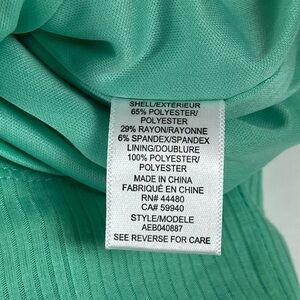 SHELL/EXTÉRIEUR
65% POLYESTER/
POLYESTER
29% RAYON/RAYONNE
6% SPANDEX/SPANDEX
LINING/DOUBLURE
100% POLYESTER/
POLYESTER
MADE IN CHINA
FABRIQUÉ EN CHINE
RN# 44480
CA# 59940
STYLE/MODELE
AEB040887
SEE REVERSE FOR CARE